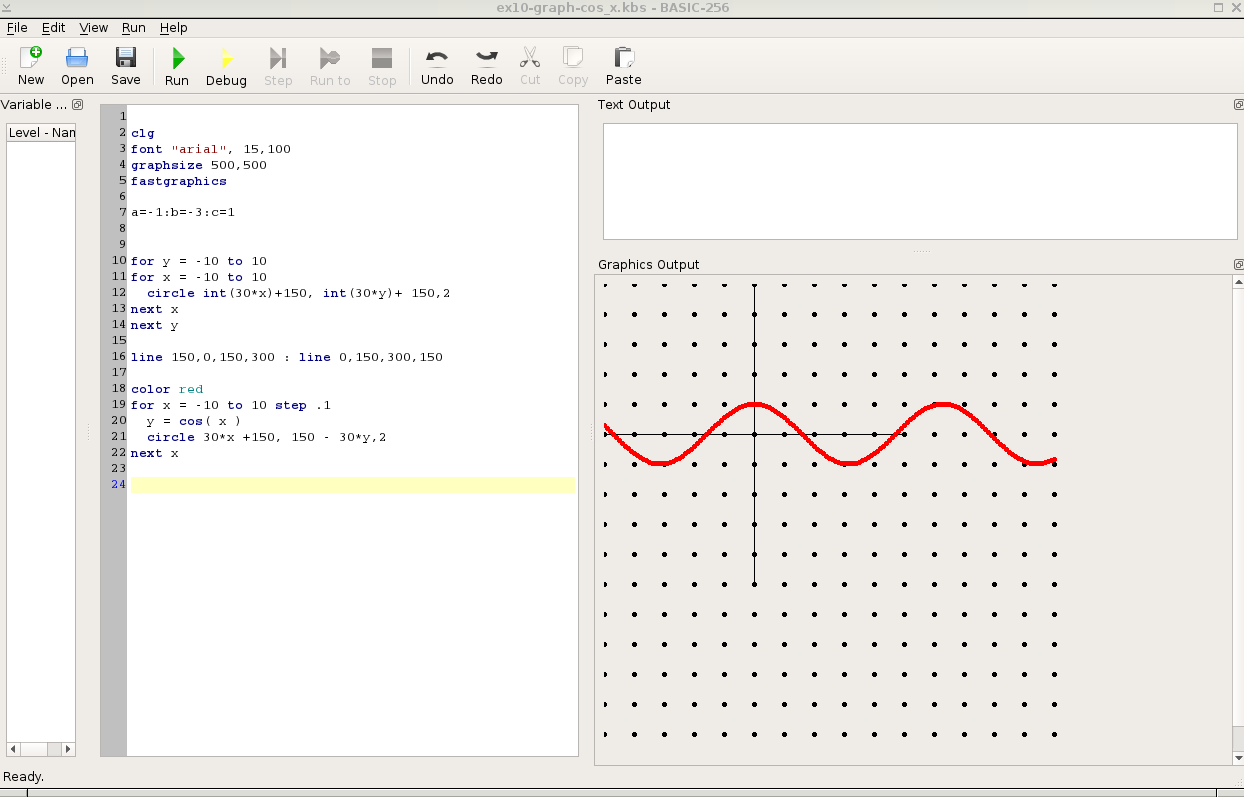 ex10-graph-cos_x.kbs - BASIC-256
File Edit View Run Help
New Open Save Run Debug Step Run to Stop Undo Redo Cut Copy Paste
Variable ...
Level - Nan
1
2 clg
3 font "arial", 15,100
4 graphsize 500,500
5 fastgraphics
6
7 a=-1:b=-3:c=1
8
9
10 for y = -10 to 10
11 for x = -10 to 10
12 circle int(30*x)+150, int(30*y)+ 150,2
13 next x
14 next y
15
16 line 150,0,150,300 : line 0,150,300,150
17
18 color red
19 for x = -10 to 10 step .1
20 y = cos( x )
21 circle 30*x +150, 150 - 30*y,2
22 next x
23
24
Text Output
Graphics Output
Ready.